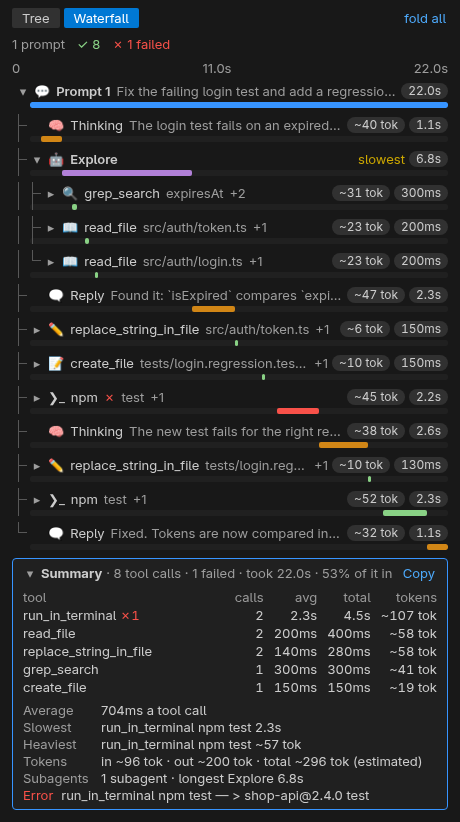 Tree Waterfall fold all
1 prompt ✓ 8 ✕ 1 failed
0 11.0s 22.0s
▾ 💬 Prompt 1 Fix the failing login test and add a regressio... 22.0s
🧠 Thinking The login test fails on an expired... ~40 tok 1.1s
▾ 🤖 Explore slowest 6.8s
▸ 🔍 grep_search expiresAt +2 ~31 tok 300ms
▸ 📖 read_file src/auth/token.ts +1 ~23 tok 200ms
▸ 📖 read_file src/auth/login.ts +1 ~23 tok 200ms
🗨 Reply Found it: `isExpired` compares `expi... ~47 tok 2.3s
▸ ✏️ replace_string_in_file src/auth/token.ts +1 ~6 tok 150ms
▸ 📝 create_file tests/login.regression.tes... +1 ~10 tok 150ms
▸ ❯_ npm ✕ test +1 ~45 tok 2.2s
🧠 Thinking The new test fails for the right re... ~38 tok 2.6s
▸ ✏️ replace_string_in_file tests/login.reg... +1 ~10 tok 130ms
▸ ❯_ npm test +1 ~52 tok 2.3s
🗨 Reply Fixed. Tokens are now compared in... ~32 tok 1.1s
▾ Summary · 8 tool calls · 1 failed · took 22.0s · 53% of it in Copy
tool calls avg total tokens
run_in_terminal ✕1 2 2.3s 4.5s ~107 tok
read_file 2 200ms 400ms ~58 tok
replace_string_in_file 2 140ms 280ms ~58 tok
grep_search 1 300ms 300ms ~41 tok
create_file 1 150ms 150ms ~19 tok
Average 704ms a tool call
Slowest run_in_terminal npm test 2.3s
Heaviest run_in_terminal npm test ~57 tok
Tokens in ~96 tok · out ~200 tok · total ~296 tok (estimated)
Subagents 1 subagent · longest Explore 6.8s
Error run_in_terminal npm test — > shop-api@2.4.0 test